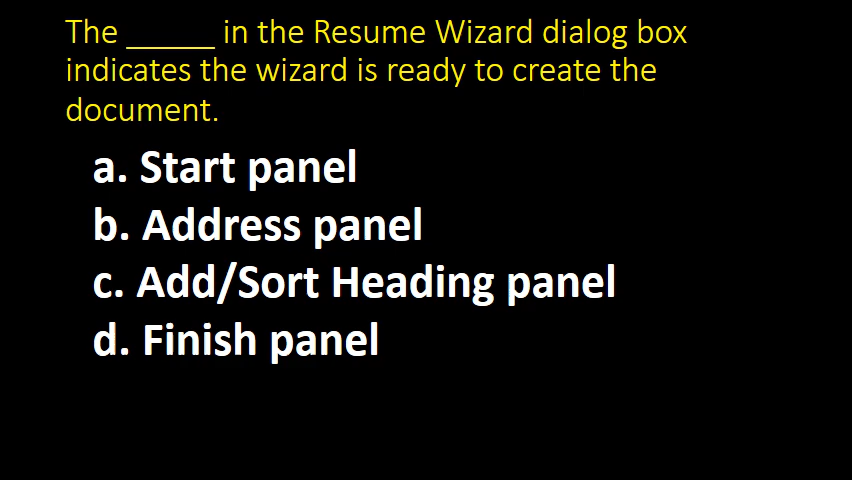 The ______ in the Resume Wizard dialog box
indicates the wizard is ready to create the
document.
a. Start panel
b. Address panel
c. Add/Sort Heading panel
d. Finish panel